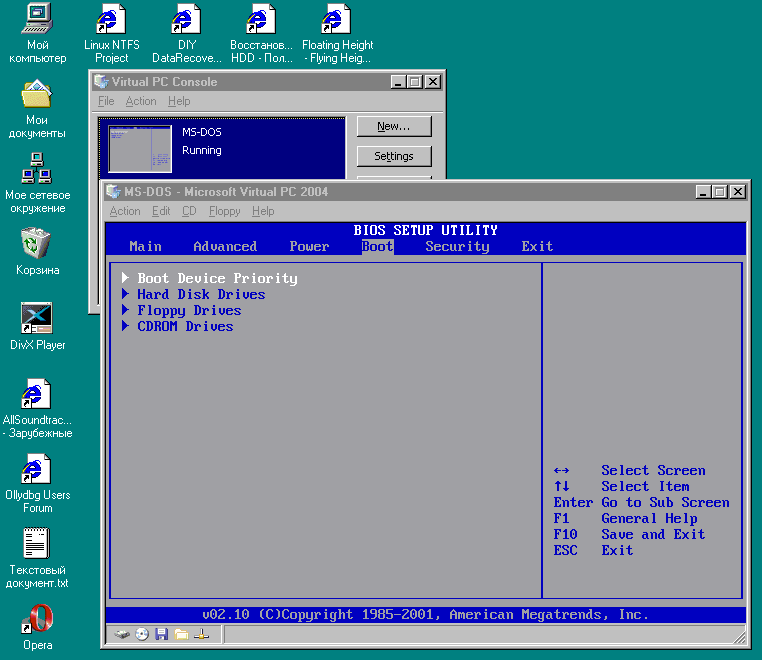 Мой
компьютер
Linux NTFS
Project
DIY
DataRecove...
Восстанов...
HDD - Пол...
Floating Height
- Flying Heig...
Мои
документы
Мое сетевое
окружение
Корзина
DivX Player
AllSoundtrac...
- Зарубежные
Ollydbg Users
Forum
Текстовый
документ.txt
Opera
Virtual PC Console
File Action Help
MS-DOS
Running
New...
Settings
MS-DOS - Microsoft Virtual PC 2004
Action Edit CD Floppy Help
BIOS SETUP UTILITY
Main Advanced Power Boot Security Exit
Boot Device Priority
Hard Disk Drives
Floppy Drives
CDROM Drives
↔ Select Screen
↑↓ Select Item
Enter Go to Sub Screen
F1 General Help
F10 Save and Exit
ESC Exit
v02.10 (C)Copyright 1985-2001, American Megatrends, Inc.